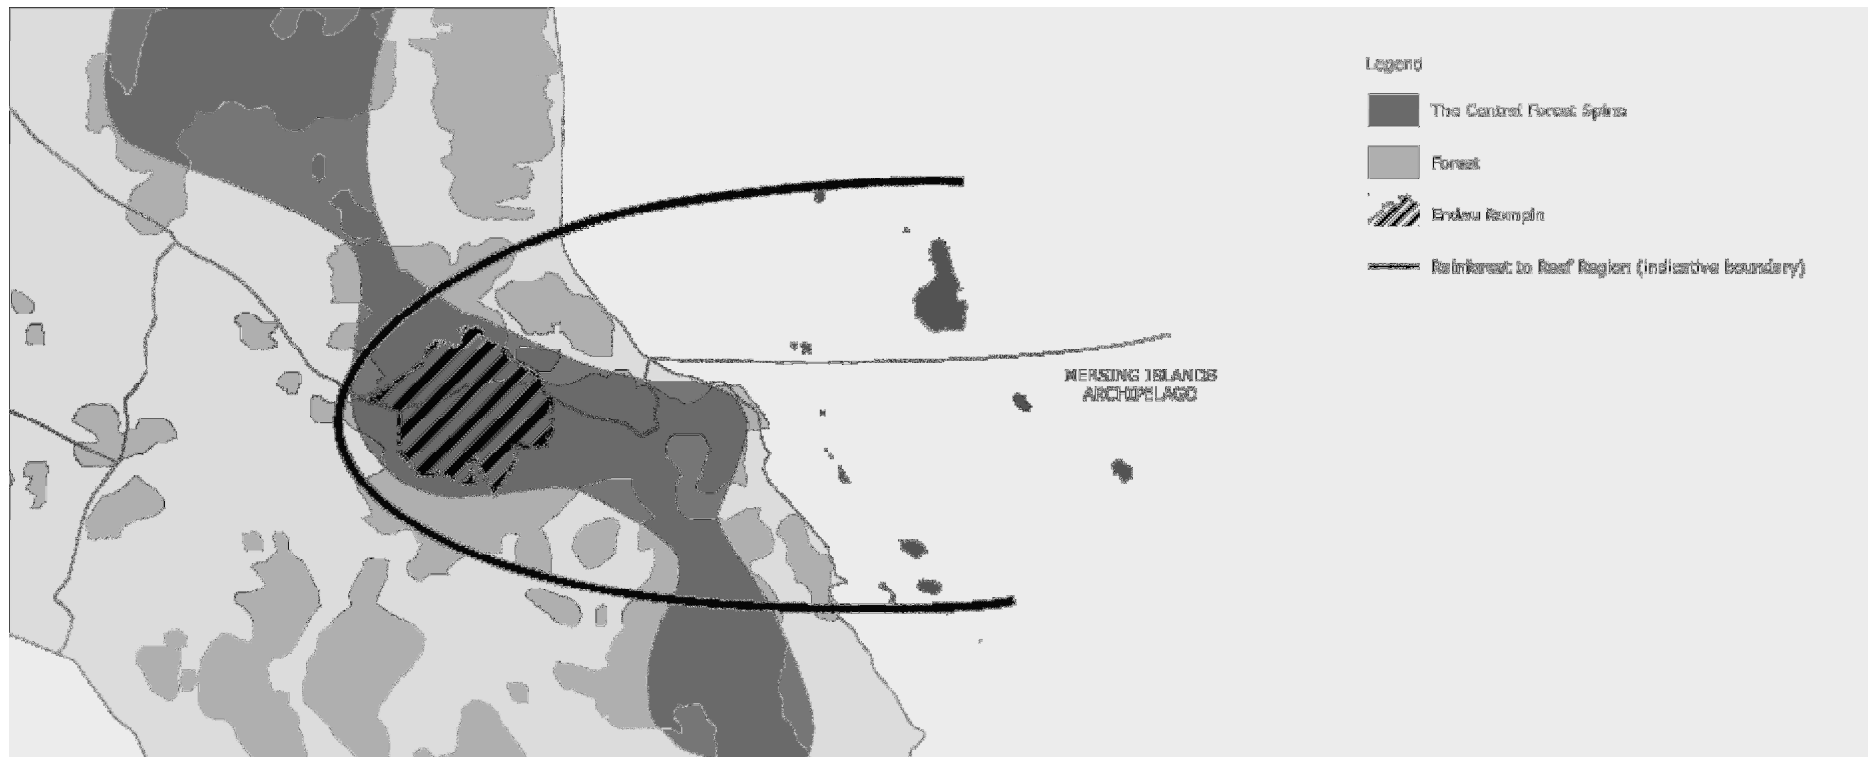 Legend
The Central Forest Spine
Forest
Endau Rompin
Rainforest to Reef Region (indicative boundary)
MERSING ISLANDS
ARCHIPELAGO